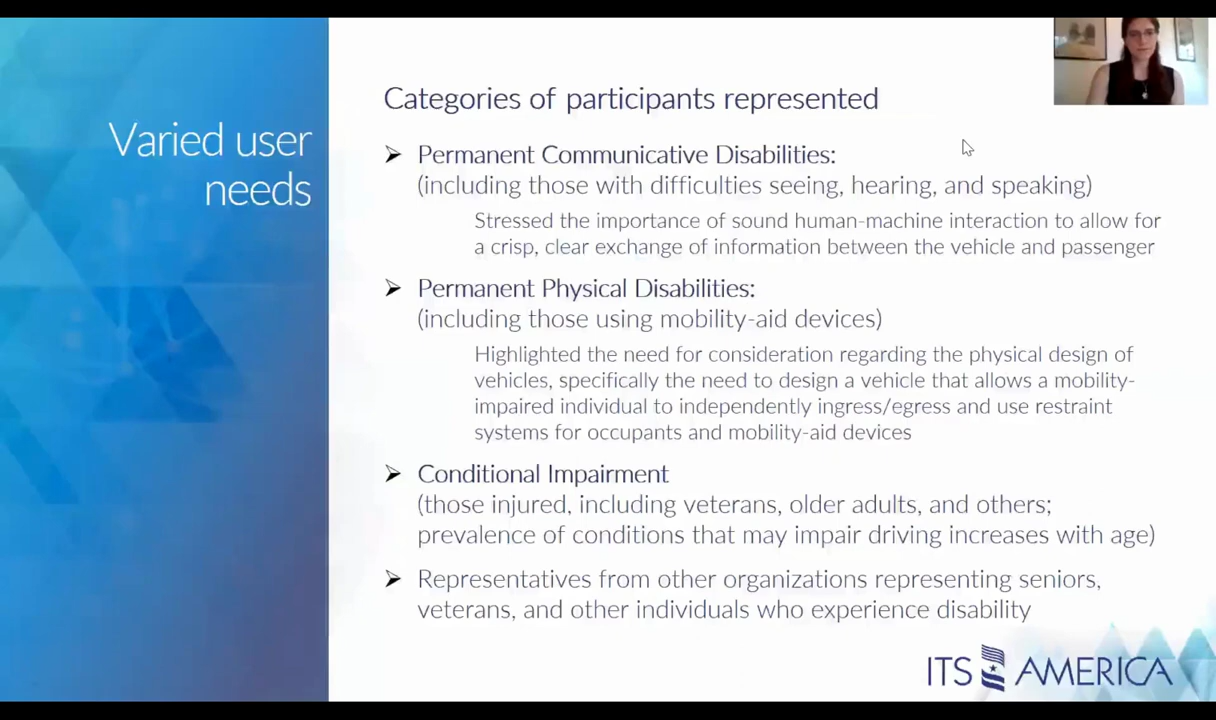 Varied user
needs
Categories of participants represented
Permanent Communicative Disabilities:
(including those with difficulties seeing, hearing, and speaking)
Stressed the importance of sound human-machine interaction to allow for
a crisp, clear exchange of information between the vehicle and passenger
Permanent Physical Disabilities:
(including those using mobility-aid devices)
Highlighted the need for consideration regarding the physical design of
vehicles, specifically the need to design a vehicle that allows a mobility-
impaired individual to independently ingress/egress and use restraint
systems for occupants and mobility-aid devices
Conditional Impairment
(those injured, including veterans, older adults, and others;
prevalence of conditions that may impair driving increases with age)
Representatives from other organizations representing seniors,
veterans, and other individuals who experience disability
ITS AMERICA